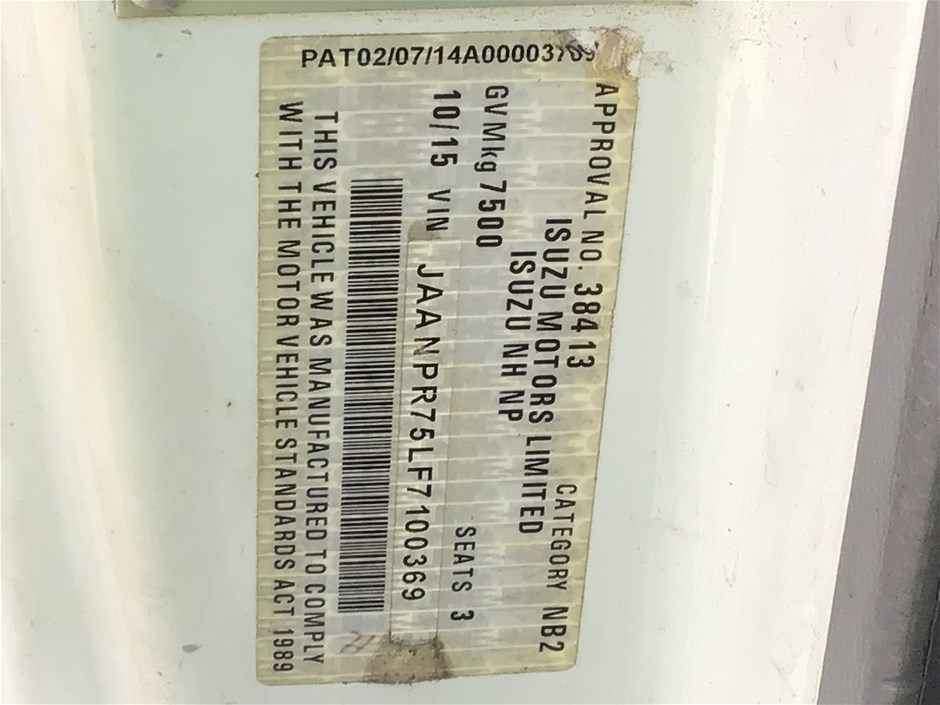 PAT02/07/14A00003769
APPROVAL NO. 38413 CATEGORY NB2
ISUZU MOTORS LIMITED
ISUZU NH NP
GVMkg 7500 SEATS 3
10/15 VIN JAANPR75LF7100369
THIS VEHICLE WAS MANUFACTURED TO COMPLY
WITH THE MOTOR VEHICLE STANDARDS ACT 1989